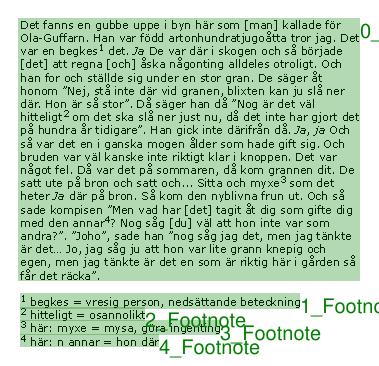 Det fanns en gubbe uppe i byn här som [man] kallade för
Ola-Guffarn. Han var född artonhundratjugoåtta tror jag. Det
var en begkes¹ det. Ja De var där i skogen och så började
[det] att regna [och] åska någonting alldeles otroligt. Och
han for och ställde sig under en stor gran. De säger åt
honom "Nej, stå inte där vid granen, blixten kan ju slå ner
där. Hon är så stor". Då säger han då "Nog är det väl
hitteligt² om det ska slå ner just nu, då det inte har gjort det
på hundra år tidigare". Han gick inte därifrån då. Ja, ja Och
så var det en i ganska mogen ålder som hade gift sig. Och
bruden var väl kanske inte riktigt klar i knoppen. Det var
något fel. Då var det på sommaren, då kom grannen dit. De
satt ute på bron och satt och... Sitta och myxe³ som det
heter Ja där på bron. Så kom den nyblivna frun ut. Och så
sade kompisen "Men vad har [det] tagit åt dig som gifte dig
med den annar⁴? Nog såg [du] väl att hon inte var som
andra?". "Joho", sade han "nog såg jag det, men jag tänkte
är det... Jo, jag såg ju att hon var lite grann knepig och
egen, men jag tänkte är det en som är riktig här i gården så
får det räcka".
0_
¹ begkes = vresig person, nedsättande beteckning
1_Footno
² hitteligt = osannolikt
2_Footnote
³ här: myxe = mysa, göra ingenting
3_Footnote
⁴ här: n annar = hon där
4_Footnote